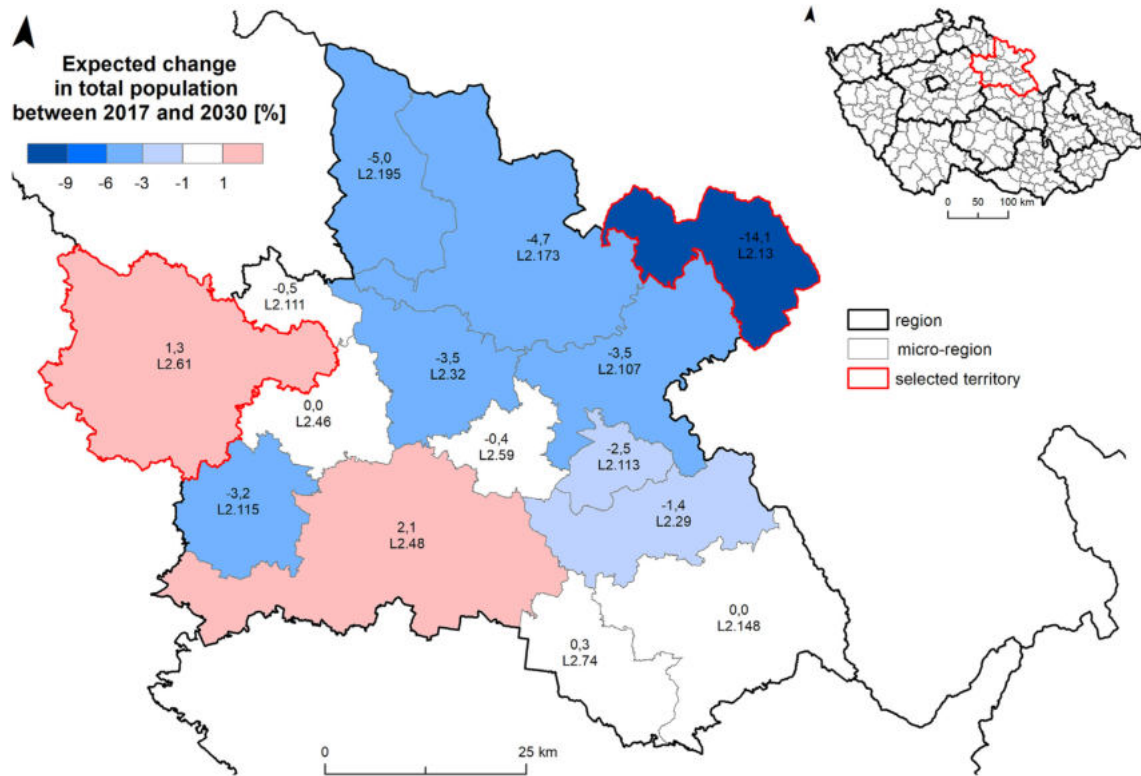 Expected change
in total population
between 2017 and 2030 [%]
-9 -6 -3 -1 1
0 50 100 km
-5,0
L2.195
-4,7
L2.173
-14,1
L2.13
-0,5
L2.111
1,3
L2.61
-3,5
L2.32
-3,5
L2.107
region
micro-region
selected territory
0,0
L2.46
-0,4
L2.59
-2,5
L2.113
-3,2
L2.115
2,1
L2.48
-1,4
L2.29
0,0
L2.148
0,3
L2.74
0 25 km